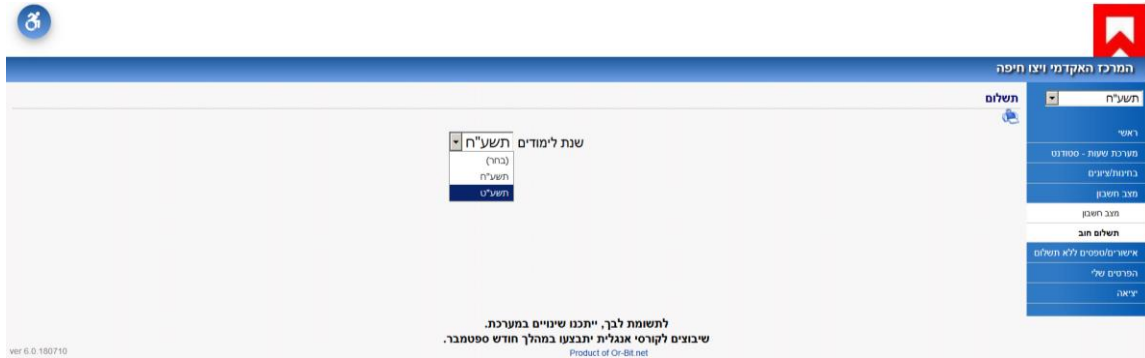 המרכז האקדמי ויצו חיפה
תשע"ח
ראשי
מערכת שעות - סטודנט
בחינות/ציונים
מצב חשבון
מצב חשבון
תשלום חוב
אישורים/טפסים ללא תשלום
הפרטים שלי
יציאה
תשלום
שנת לימודים תשע"ח
(בחר)
תשע"ח
תשע"ט
לתשומת לבך, ייתכנו שינויים במערכת.
שיבוצים לקורסי אנגלית יתבצעו במהלך חודש ספטמבר.
Product of Or-Bit.net
ver 6.0.180710